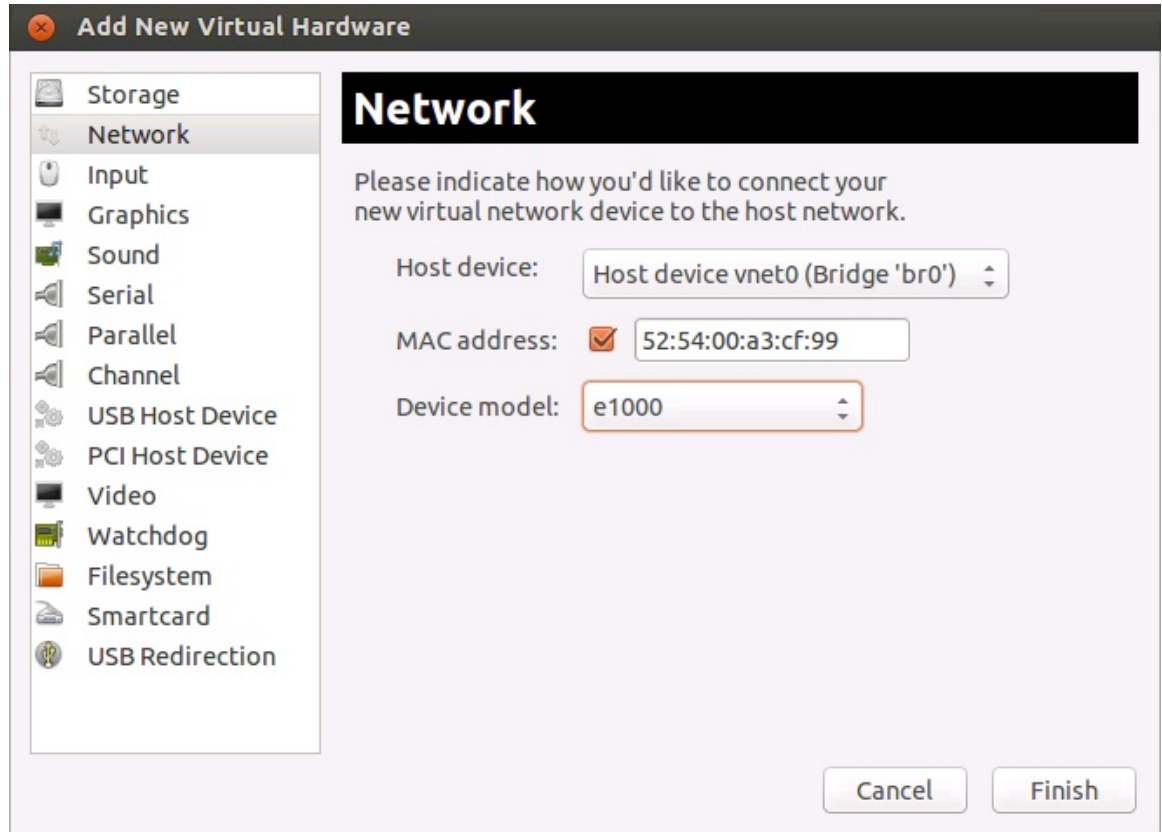 Add New Virtual Hardware
Storage
Network
Input
Graphics
Sound
Serial
Parallel
Channel
USB Host Device
PCI Host Device
Video
Watchdog
Filesystem
Smartcard
USB Redirection
Network
Please indicate how you'd like to connect your
new virtual network device to the host network.
Host device: Host device vnet0 (Bridge 'br0')
MAC address: 52:54:00:a3:cf:99
Device model: e1000
Cancel Finish